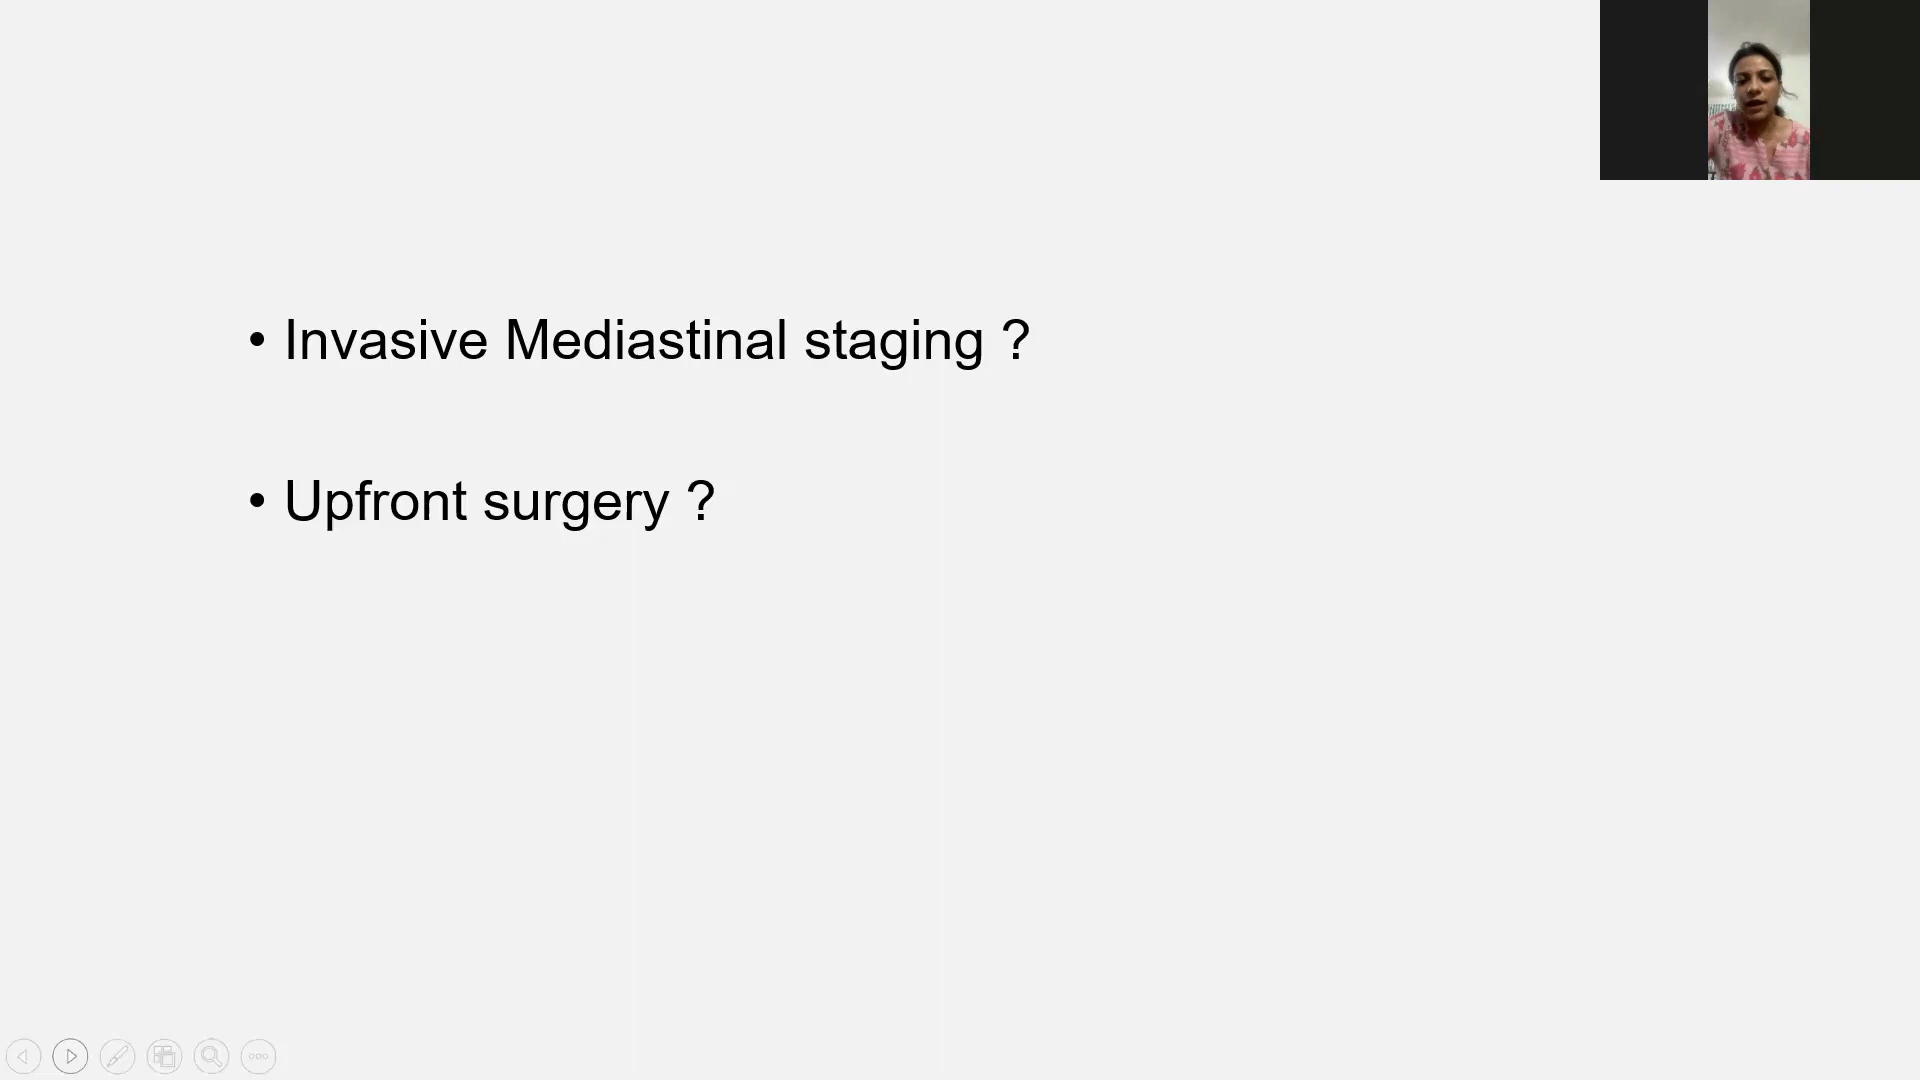 • Invasive Mediastinal staging ?
• Upfront surgery ?